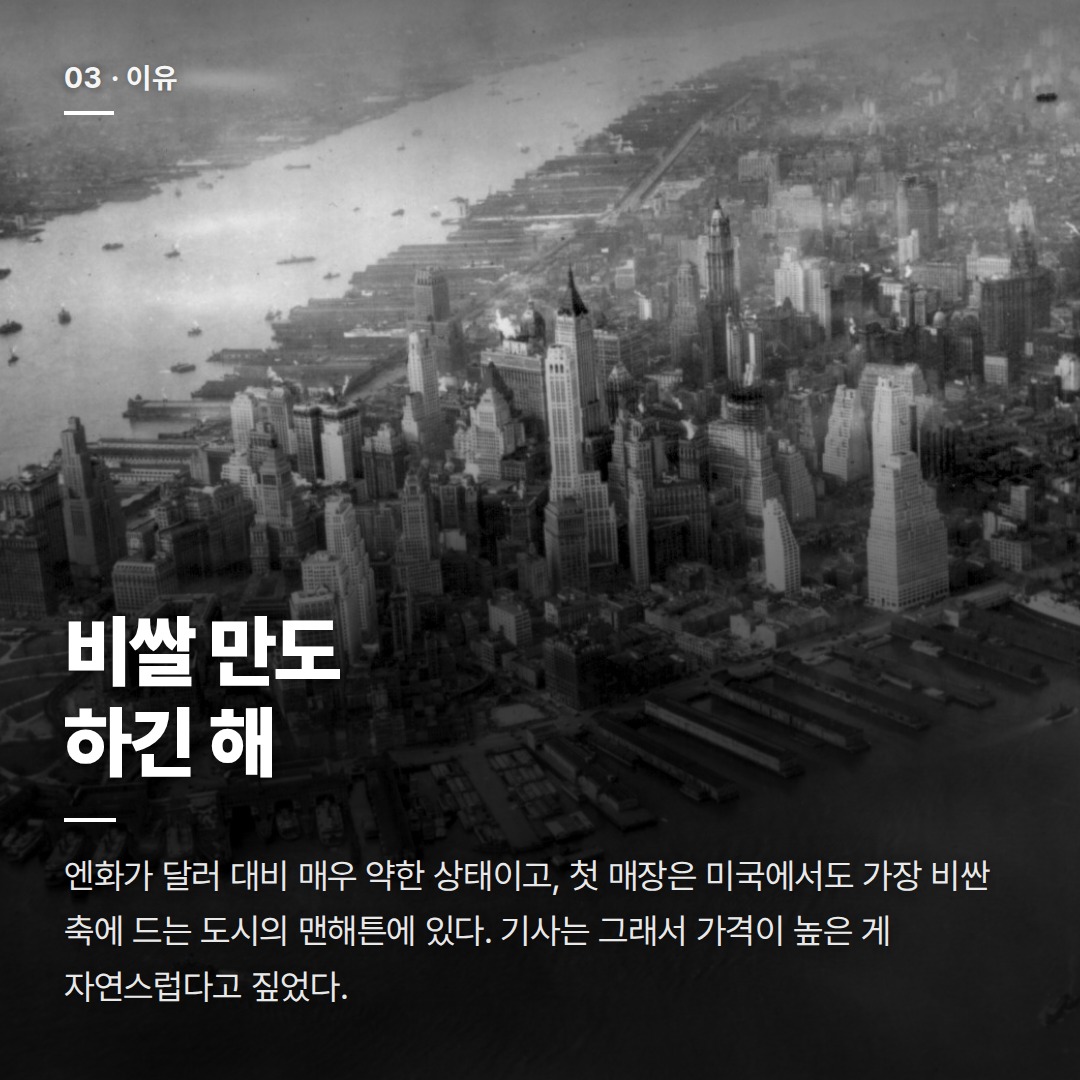 03 · 이유
비쌀 만도
하긴 해
엔화가 달러 대비 매우 약한 상태이고, 첫 매장은 미국에서도 가장 비싼
축에 드는 도시의 맨해튼에 있다. 기사는 그래서 가격이 높은 게
자연스럽다고 짚었다.